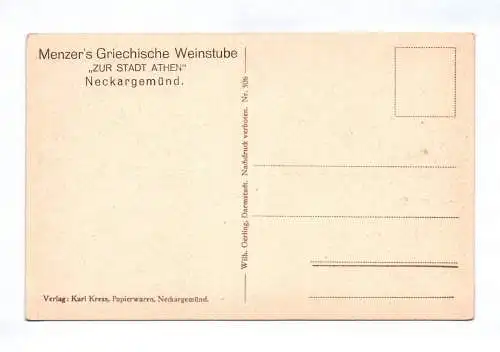 Menzer's Griechische Weinstube
„ZUR STADT ATHEN"
Neckargemünd.
Wilh. Gerling, Darmstadt. Nachdruck verboten. Nr. 308
Verlag: Karl Kress, Papierwaren, Neckargemünd.